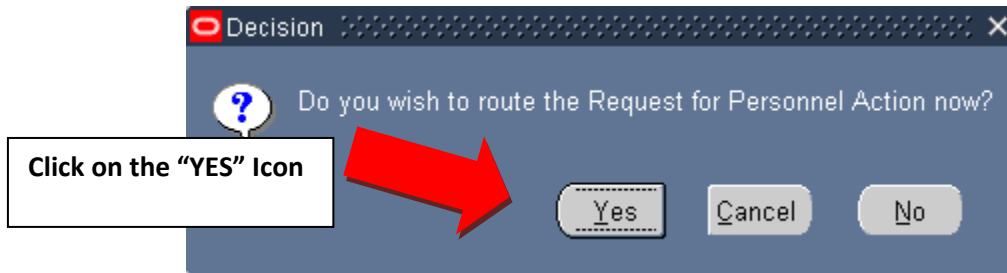 Decision
Do you wish to route the Request for Personnel Action now?
Click on the “YES” Icon
Yes Cancel No